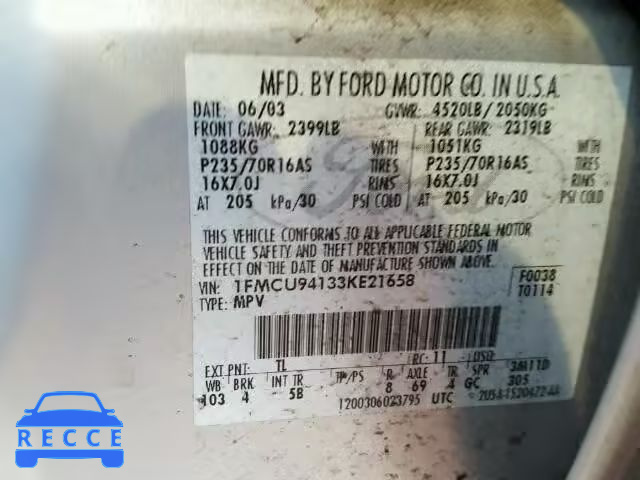 MFD. BY FORD MOTOR CO. IN U.S.A.
DATE: 06/03 GVWR: 4520LB/ 2050KG
FRONT GAWR: 2399LB REAR GAWR: 2319LB
1088KG WITH 1051KG WITH
P235/70R16AS TIRES P235/70R16AS TIRES
16X7.0J RIMS 16X7.0J RIMS
AT 205 kPa/30 PSI COLD AT 205 kPa/30 PSI COLD
THIS VEHICLE CONFORMS TO ALL APPLICABLE FEDERAL MOTOR
VEHICLE SAFETY AND THEFT PREVENTION STANDARDS IN
EFFECT ON THE DATE OF MANUFACTURE SHOWN ABOVE.
VIN: 1FMCU94133KE21658 F0038
TYPE: MPV T0114
EXT PNT: TL RC: 11 DSO:
WB BRK INT TR TP/PS R AXLE TR SPR
103 4 5B 8 69 4 GC 305
1200306023795 UTC
RECCE